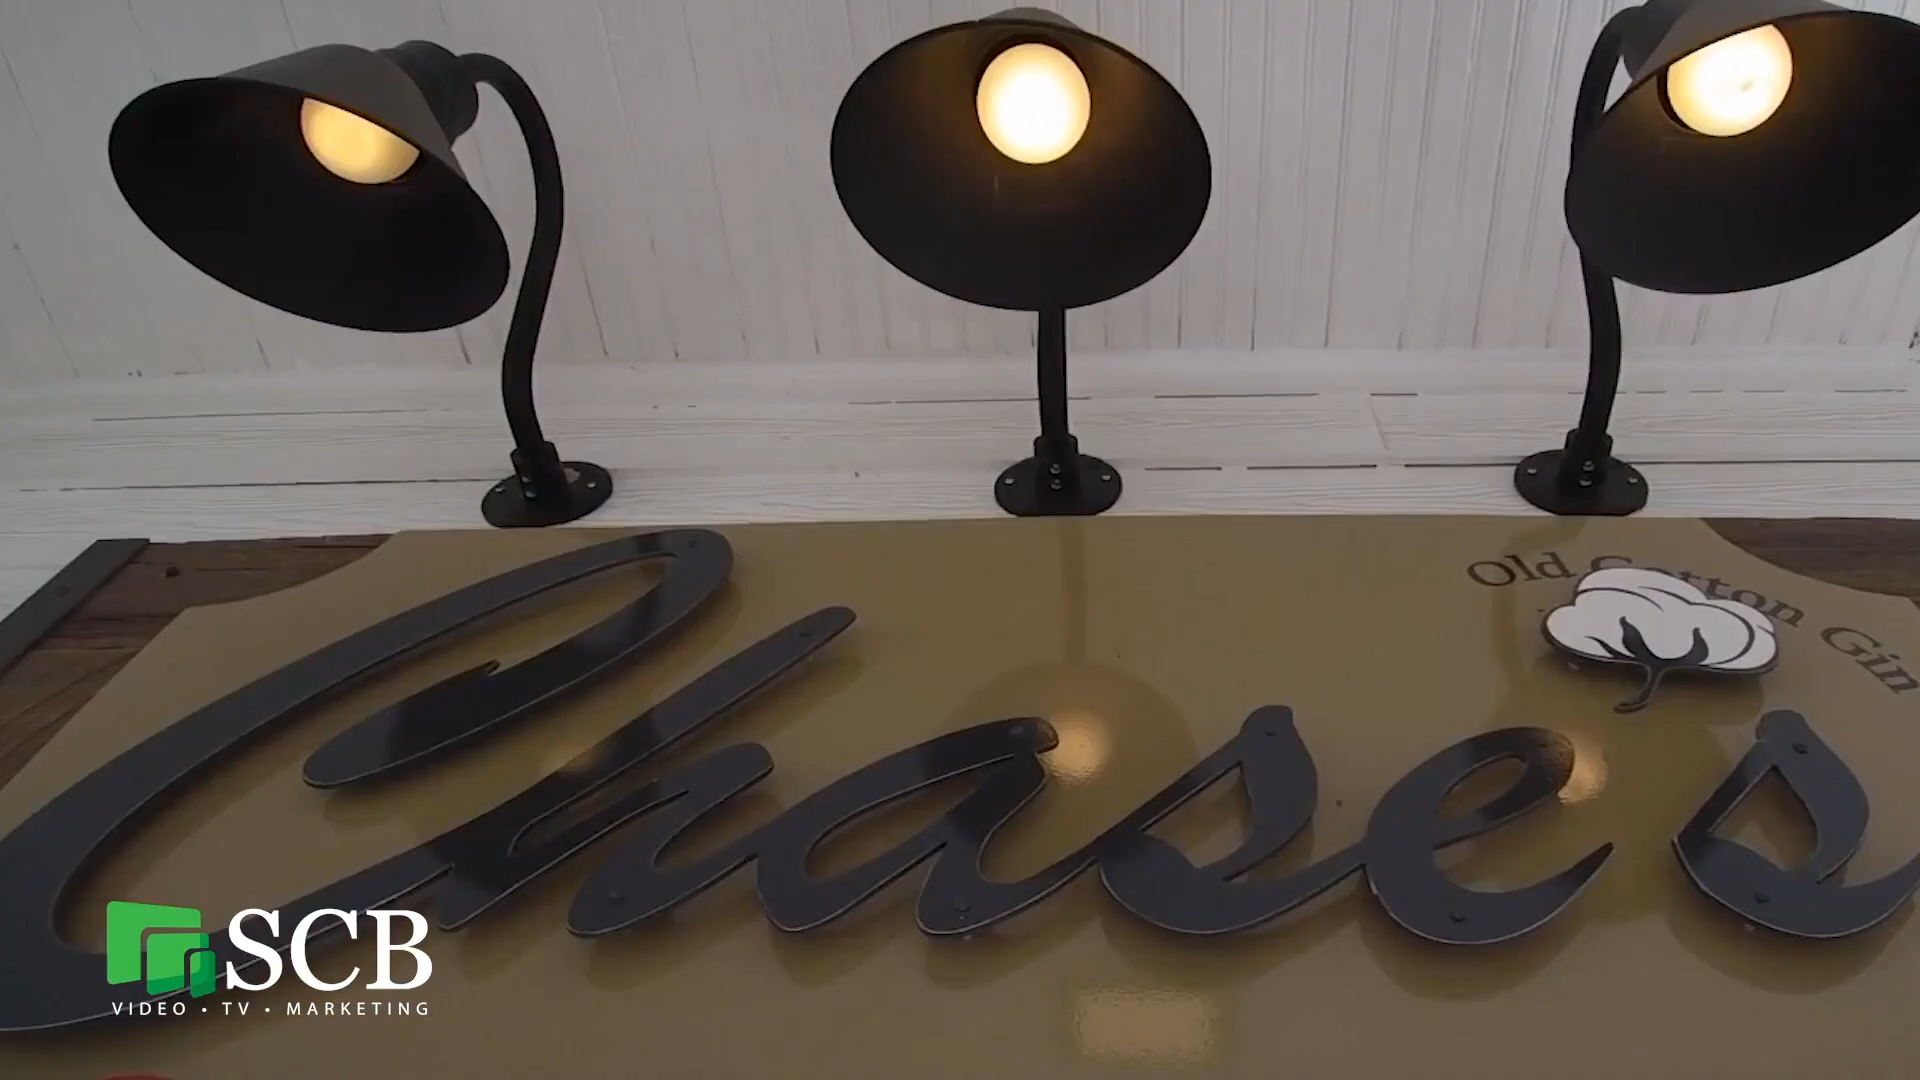 Old Cotton Gin
Chase's
SCB
VIDEO • TV • MARKETING